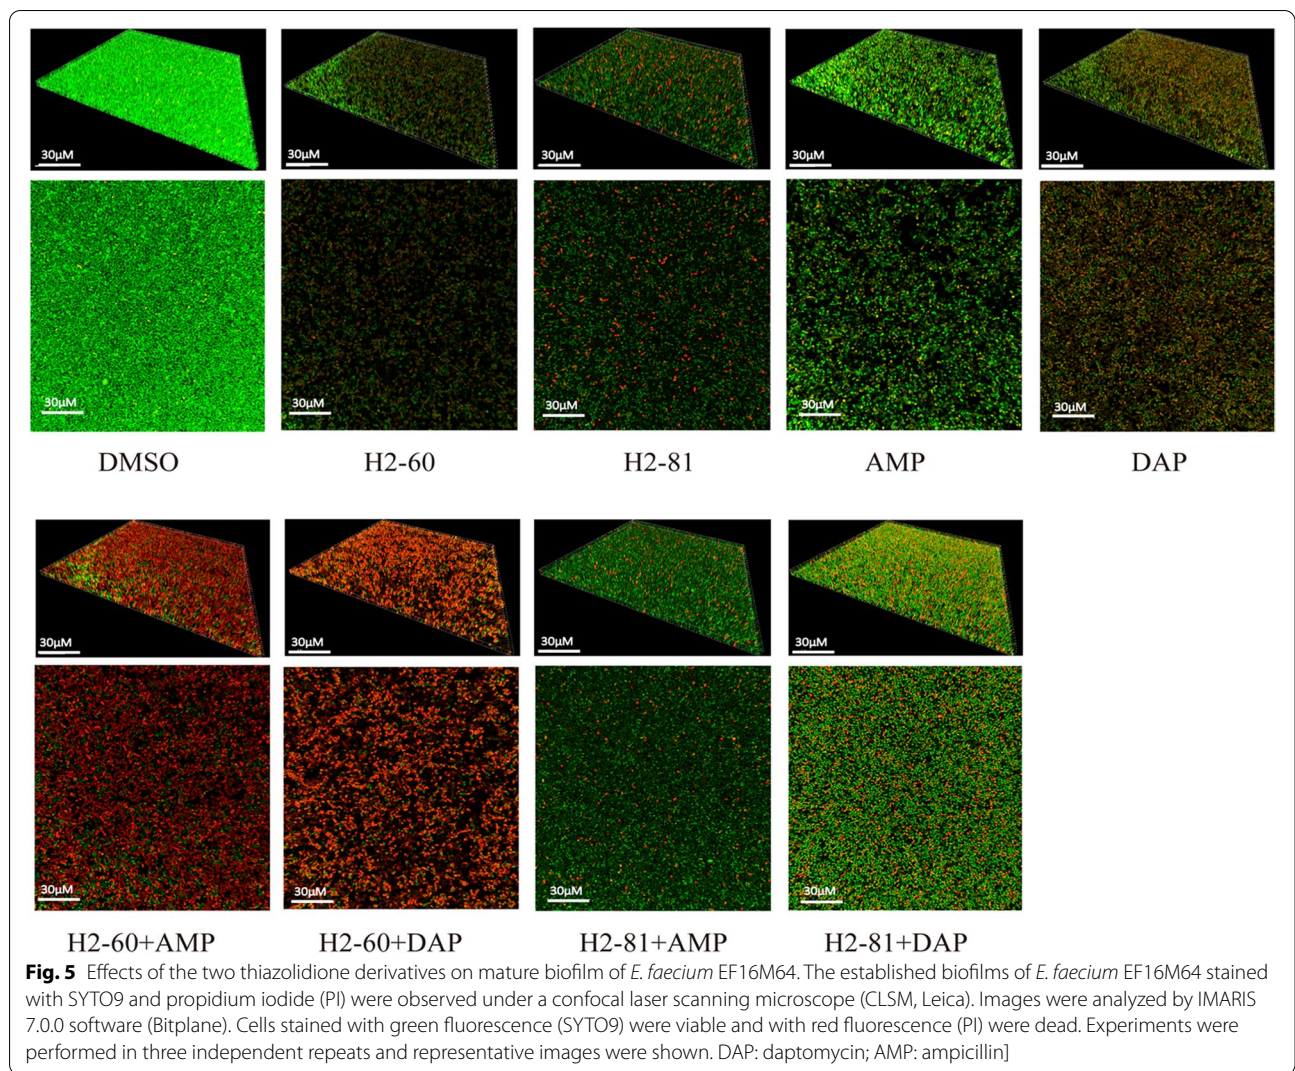 30µM 30µM 30µM 30µM 30µM
30µM 30µM 30µM 30µM 30µM
DMSO H2-60 H2-81 AMP DAP
30µM 30µM 30µM 30µM
30µM 30µM 30µM 30µM
H2-60+AMP H2-60+DAP H2-81+AMP H2-81+DAP
Fig. 5 Effects of the two thiazolidione derivatives on mature biofilm of E. faecium EF16M64. The established biofilms of E. faecium EF16M64 stained
with SYTO9 and propidium iodide (PI) were observed under a confocal laser scanning microscope (CLSM, Leica). Images were analyzed by IMARIS
7.0.0 software (Bitplane). Cells stained with green fluorescence (SYTO9) were viable and with red fluorescence (PI) were dead. Experiments were
performed in three independent repeats and representative images were shown. DAP: daptomycin; AMP: ampicillin]